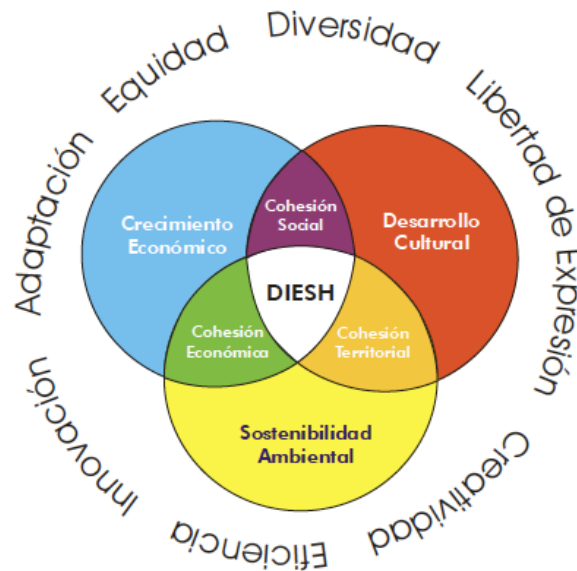 Equidad
Diversidad
Libertad de Expresión
Adaptación
Crecimiento
Económico
Cohesión
Social
Desarrollo
Cultural
DIESH
Cohesión
Económica
Cohesión
Territorial
Sostenibilidad
Ambiental
Innovación
Eficiencia
Creatividad